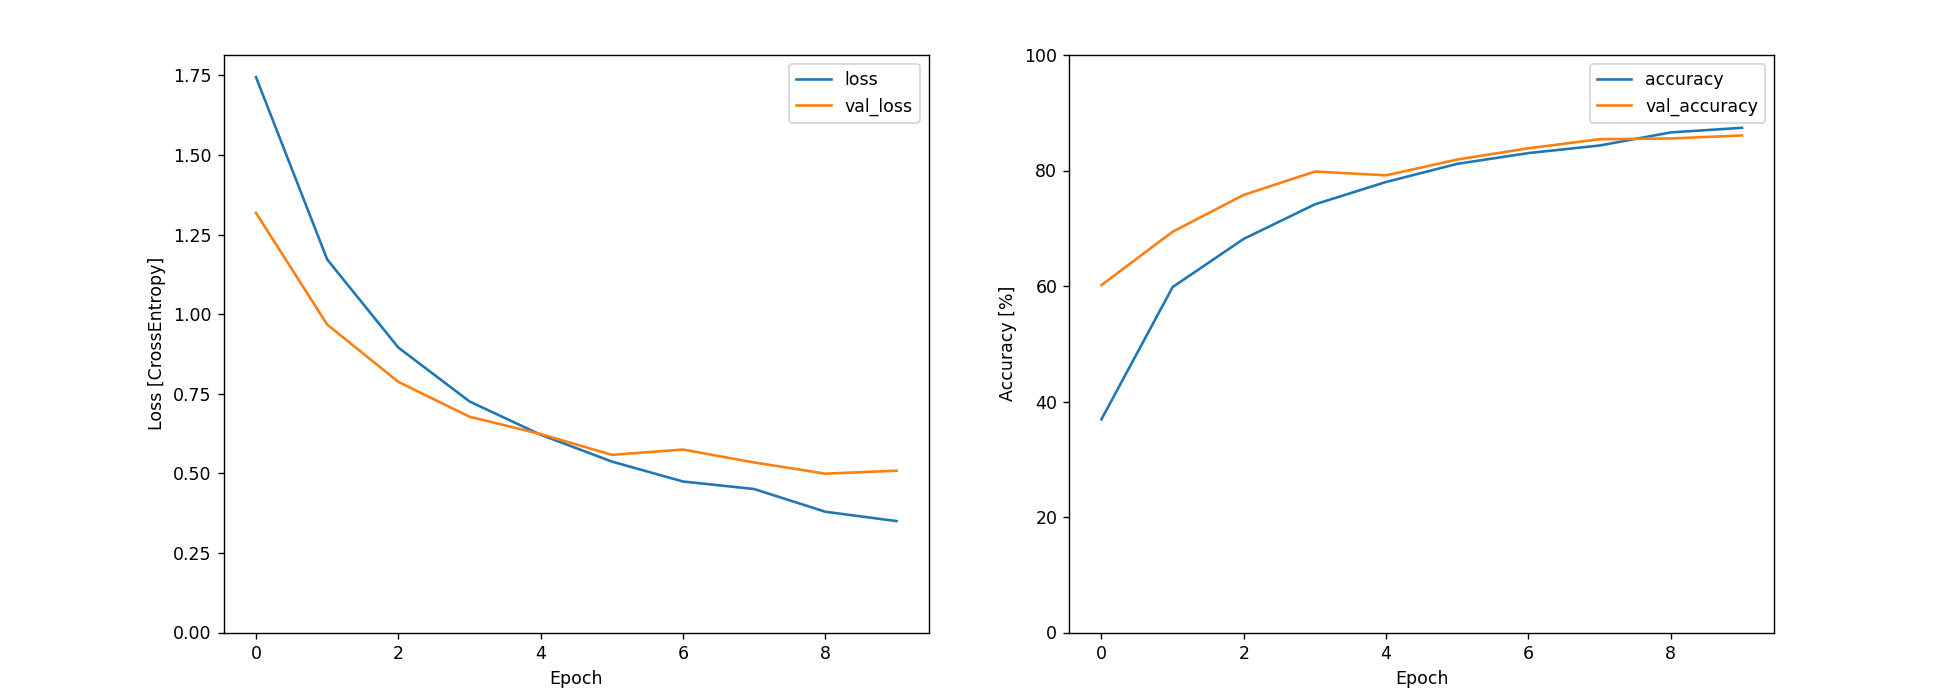 loss
val_loss
1.75
1.50
1.25
1.00
0.75
0.50
0.25
0.00
Loss [CrossEntropy]
0 2 4 6 8
Epoch
accuracy
val_accuracy
100
80
60
40
20
0
Accuracy [%]
0 2 4 6 8
Epoch